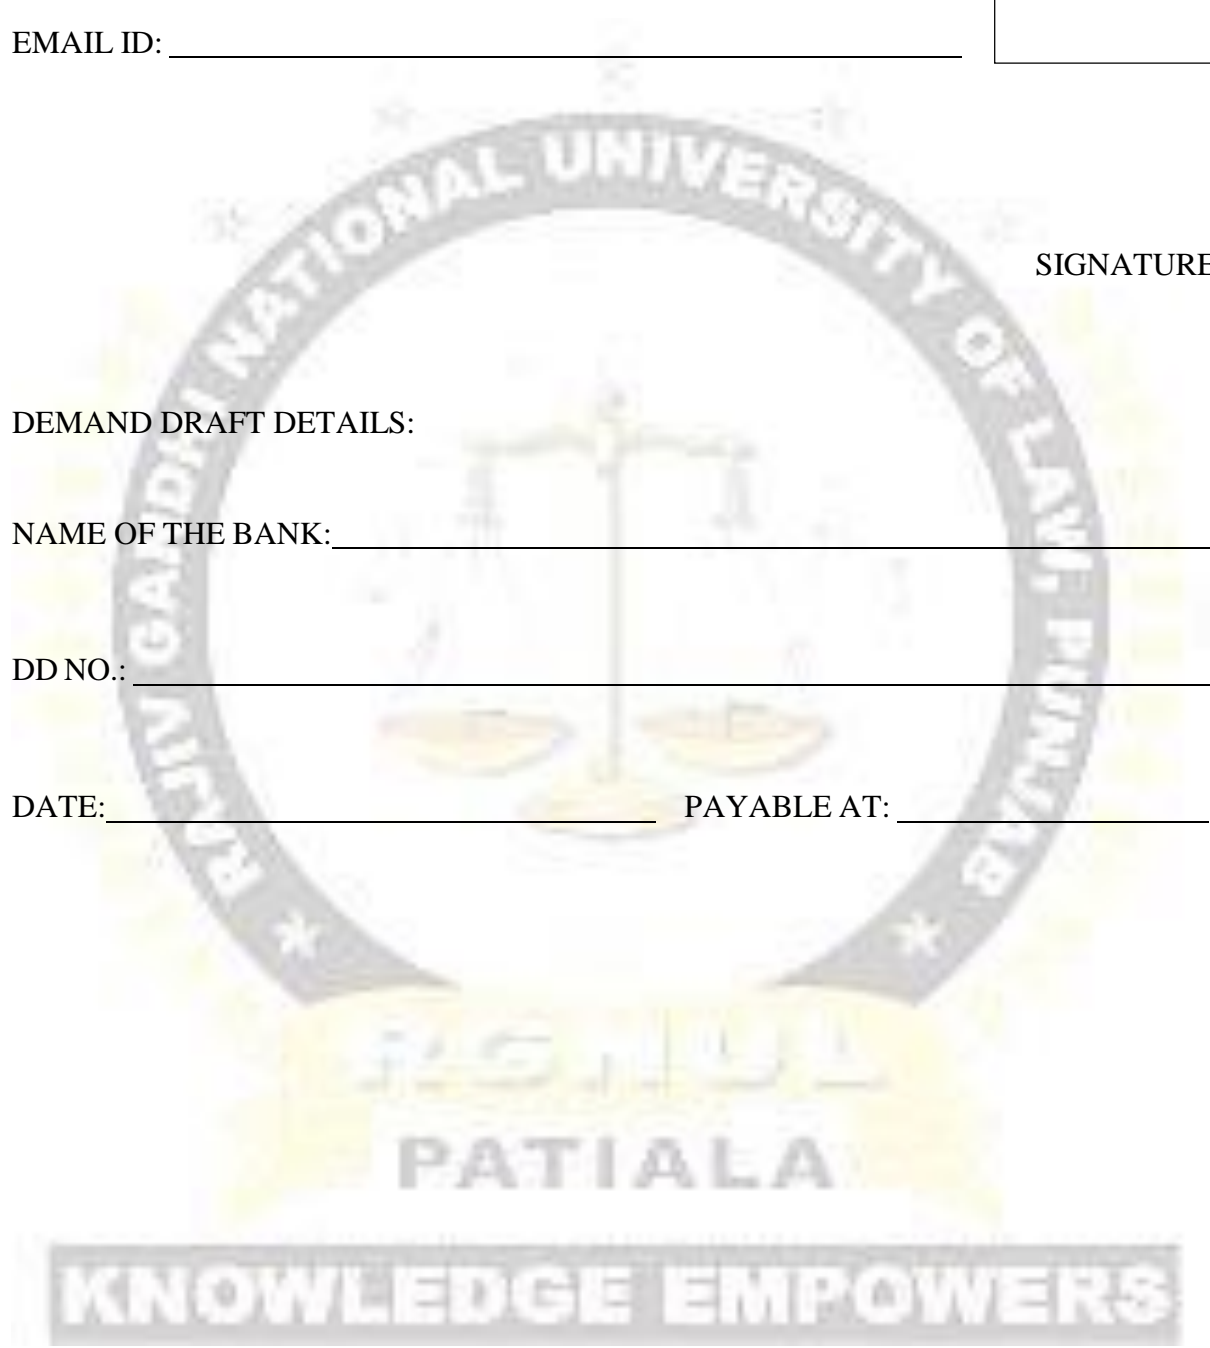 EMAIL ID:
SIGNATURE
DEMAND DRAFT DETAILS:
NAME OF THE BANK:
DD NO.:
DATE: PAYABLE AT:
RAJIV GANDHI NATIONAL UNIVERSITY OF LAW, PUNJAB
RGNUL
PATIALA
KNOWLEDGE EMPOWERS